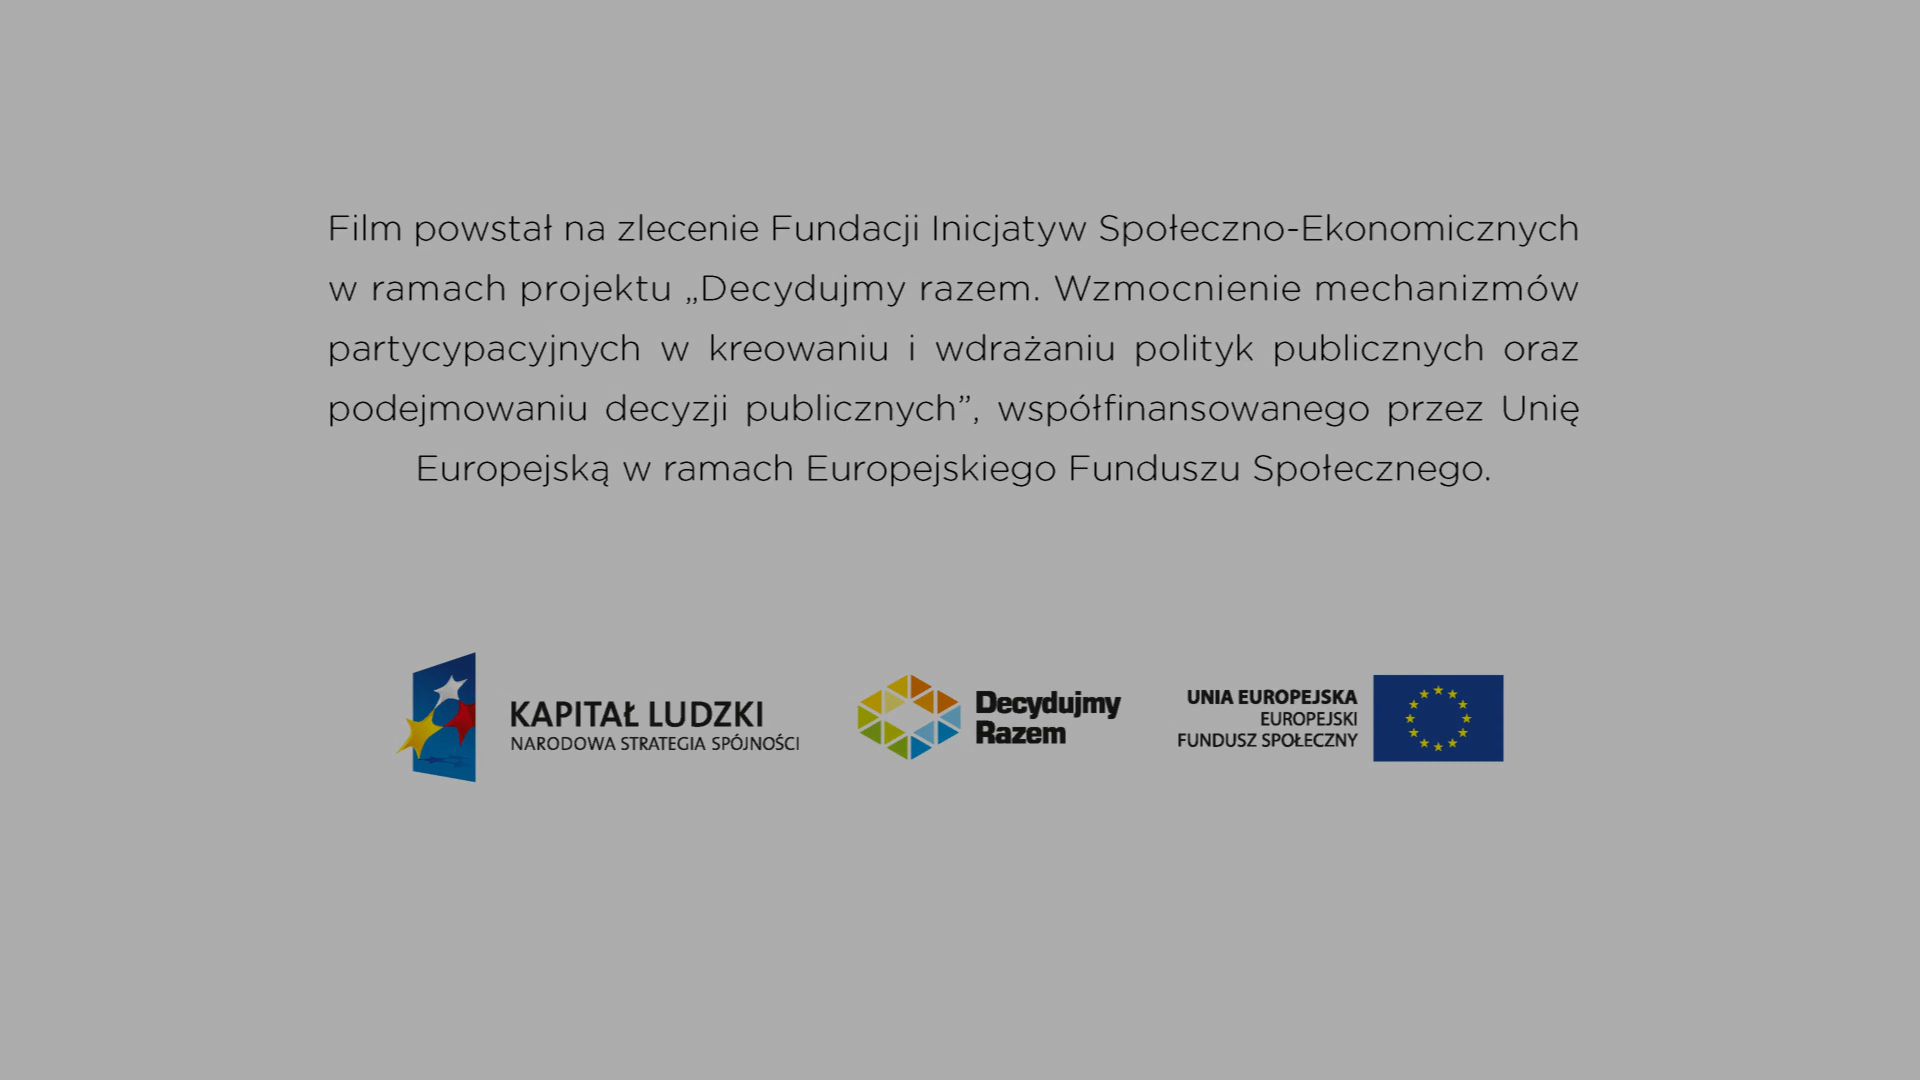 Film powstał na zlecenie Fundacji Inicjatyw Społeczno-Ekonomicznych
w ramach projektu „Decydujmy razem. Wzmocnienie mechanizmów
partycypacyjnych w kreowaniu i wdrażaniu polityk publicznych oraz
podejmowaniu decyzji publicznych”, współfinansowanego przez Unię
Europejską w ramach Europejskiego Funduszu Społecznego.
KAPITAŁ LUDZKI
NARODOWA STRATEGIA SPÓJNOŚCI
Decydujmy
Razem
UNIA EUROPEJSKA
EUROPEJSKI
FUNDUSZ SPOŁECZNY